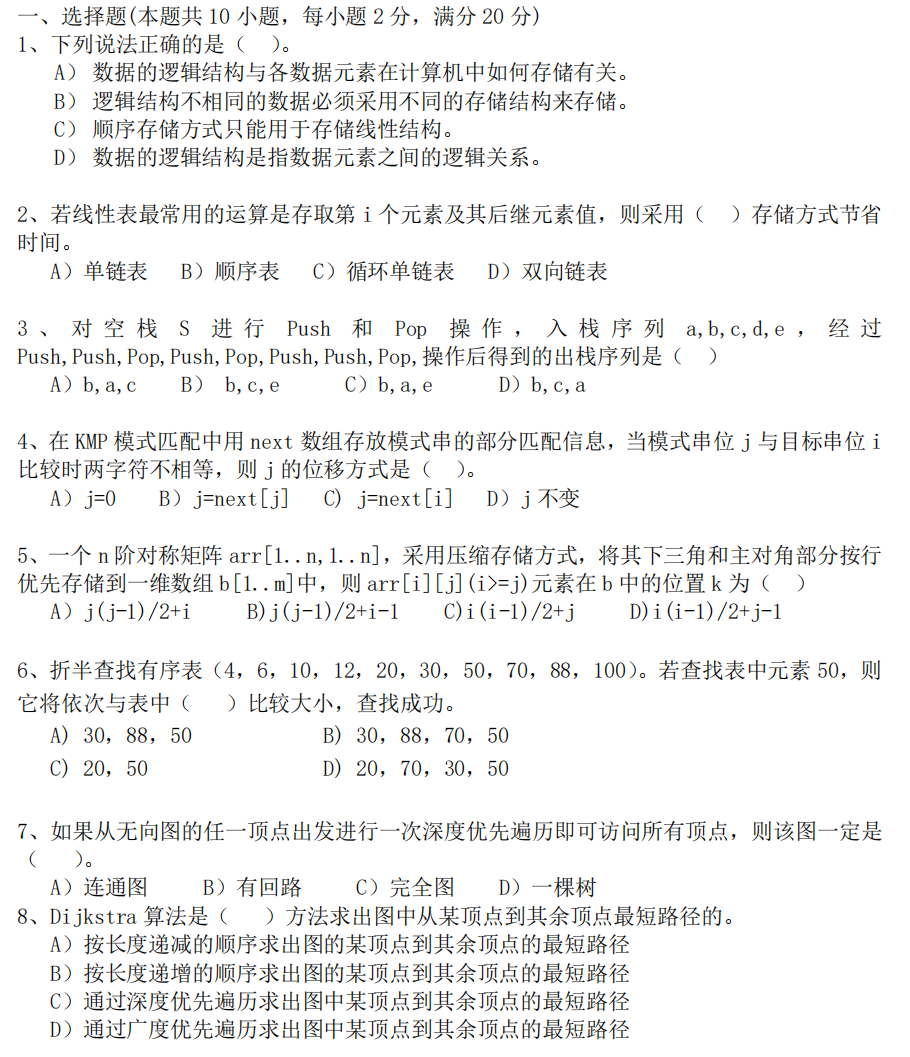 一、选择题(本题共10小题，每小题2分，满分20分)
1、下列说法正确的是（　）。
A） 数据的逻辑结构与各数据元素在计算机中如何存储有关。
B） 逻辑结构不相同的数据必须采用不同的存储结构来存储。
C） 顺序存储方式只能用于存储线性结构。
D） 数据的逻辑结构是指数据元素之间的逻辑关系。
2、若线性表最常用的运算是存取第 i 个元素及其后继元素值，则采用（　）存储方式节省
时间。
A）单链表　B）顺序表　C）循环单链表　D）双向链表
3、对空栈 S 进行 Push 和 Pop 操作，入栈序列 a,b,c,d,e，经过
Push,Push,Pop,Push,Pop,Push,Push,Pop,操作后得到的出栈序列是（　）
A）b,a,c　B） b,c,e　C）b,a,e　D）b,c,a
4、在 KMP 模式匹配中用 next 数组存放模式串的部分匹配信息，当模式串位 j 与目标串位 i
比较时两字符不相等，则 j 的位移方式是（　）。
A）j=0　B）j=next[j]　C) j=next[i]　D）j 不变
5、一个 n 阶对称矩阵 arr[1..n,1..n]，采用压缩存储方式，将其下三角和主对角部分按行
优先存储到一维数组 b[1..m]中，则 arr[i][j](i>=j)元素在 b 中的位置 k 为（　）
A）j(j-1)/2+i　B)j(j-1)/2+i-1　C)i(i-1)/2+j　D)i(i-1)/2+j-1
6、折半查找有序表（4，6，10，12，20，30，50，70，88，100）。若查找表中元素 50，则
它将依次与表中（　）比较大小，查找成功。
A) 30，88，50　B) 30，88，70，50
C) 20，50　D) 20，70，30，50
7、如果从无向图的任一顶点出发进行一次深度优先遍历即可访问所有顶点，则该图一定是
（　）。
A）连通图　B）有回路　C）完全图　D）一棵树
8、Dijkstra 算法是（　）方法求出图中从某顶点到其余顶点最短路径的。
A）按长度递减的顺序求出图的某顶点到其余顶点的最短路径
B）按长度递增的顺序求出图的某顶点到其余顶点的最短路径
C）通过深度优先遍历求出图中某顶点到其余顶点的最短路径
D）通过广度优先遍历求出图中某顶点到其余顶点的最短路径